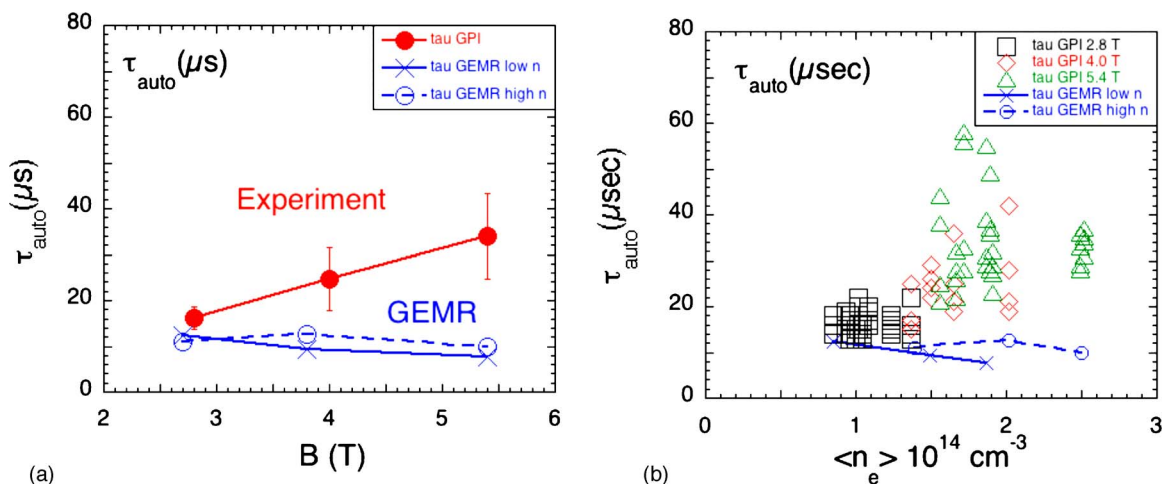 80
60
40
20
0
τauto(μs)
τauto(μs)
tau GPI
tau GEMR low n
tau GEMR high n
Experiment
GEMR
2 3 4 5 6
B (T)
(a)
80
60
40
20
0
τauto(μsec)
τauto(μsec)
tau GPI 2.8 T
tau GPI 4.0 T
tau GPI 5.4 T
tau GEMR low n
tau GEMR high n
0 1 2 3
<ne> 10^14 cm^-3
(b)